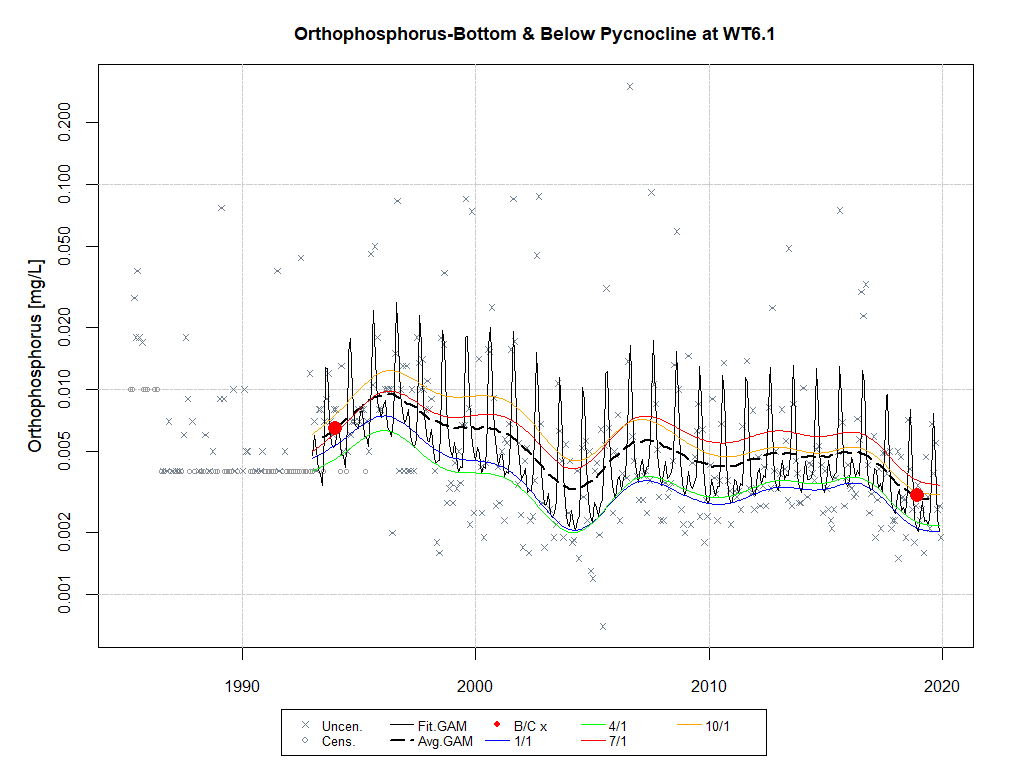 Orthophosphorus-Bottom & Below Pycnocline at WT6.1
Orthophosphorus [mg/L]
0.200
0.100
0.050
0.020
0.010
0.005
0.002
0.001
1990 2000 2010 2020
Uncen. Fit.GAM B/C x 4/1 10/1
Cens. Avg.GAM 1/1 7/1